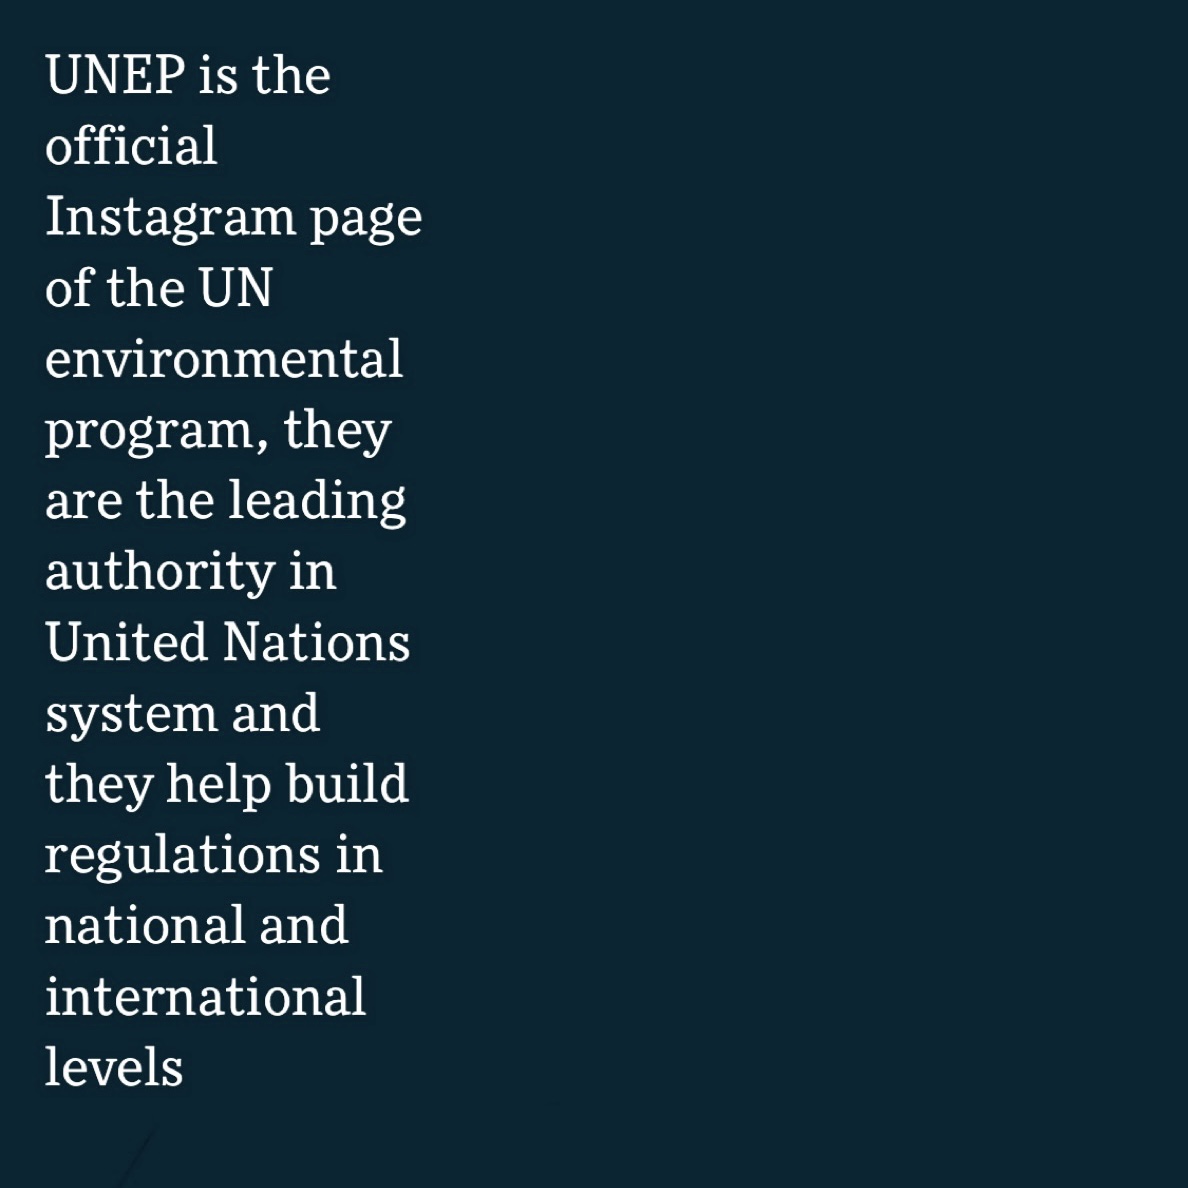 UNEP is the
official
Instagram page
of the UN
environmental
program, they
are the leading
authority in
United Nations
system and
they help build
regulations in
national and
international
levels